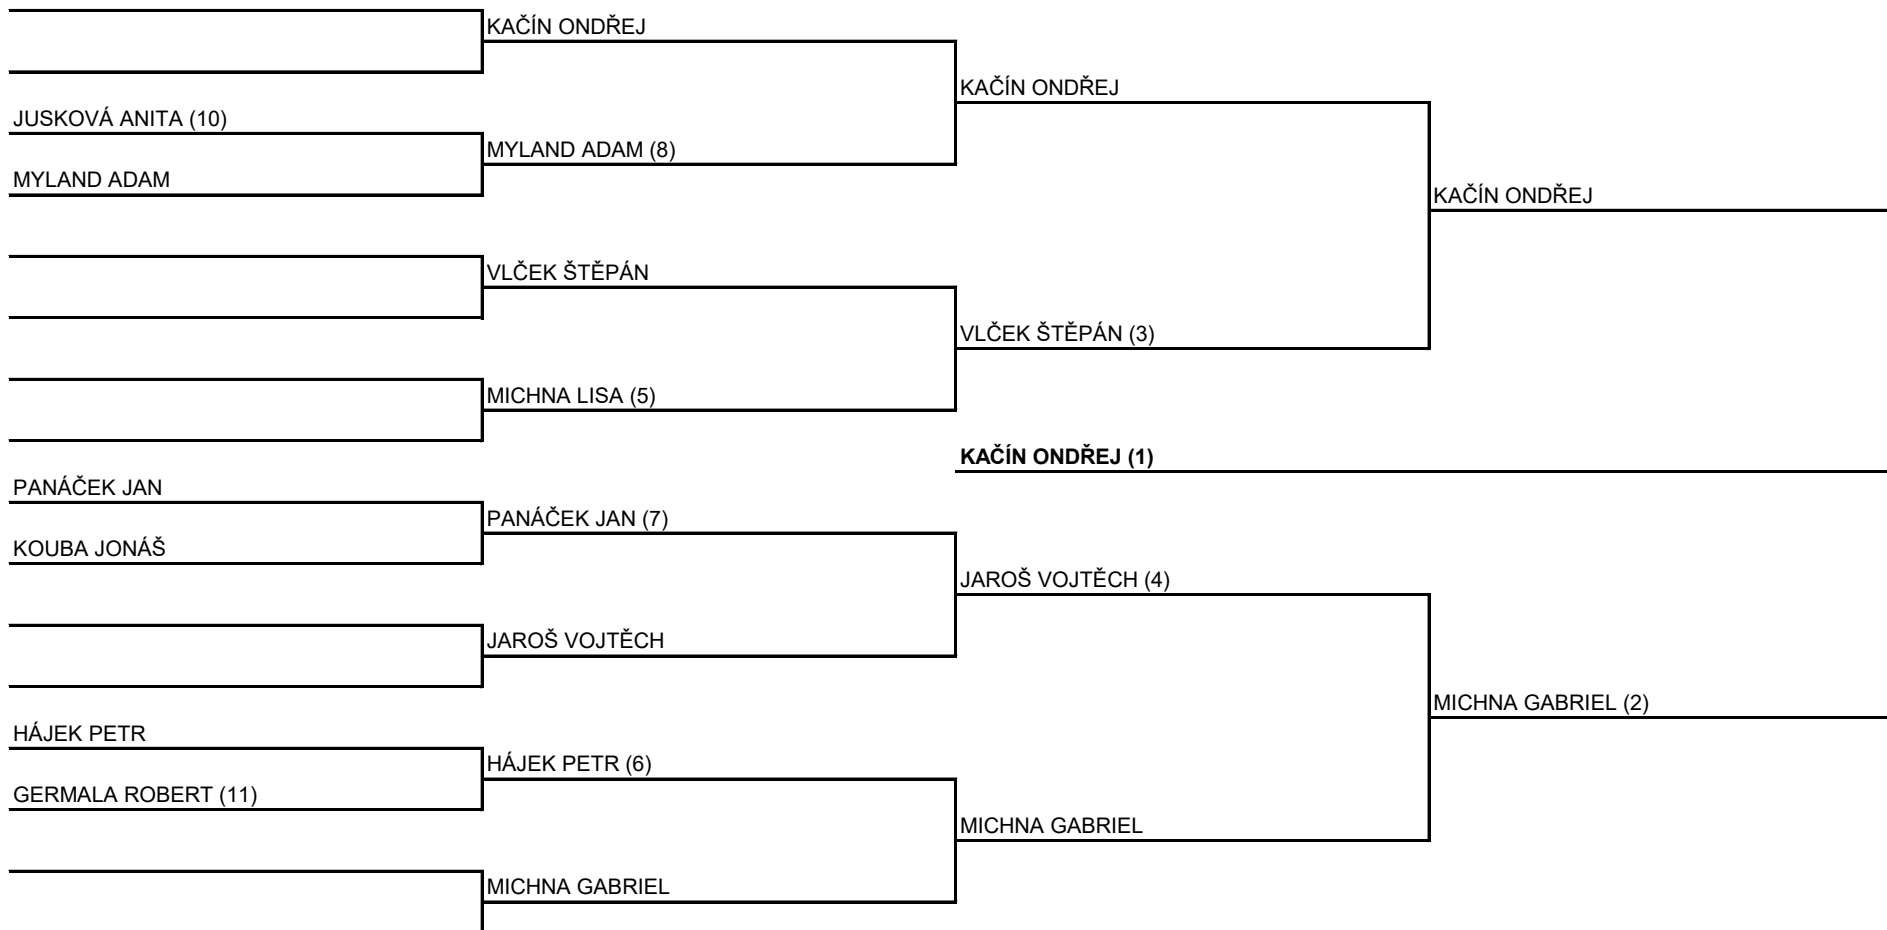 KAČÍN ONDŘEJ
KAČÍN ONDŘEJ
JUSKOVÁ ANITA (10)
MYLAND ADAM (8)
MYLAND ADAM
KAČÍN ONDŘEJ
VLČEK ŠTĚPÁN
VLČEK ŠTĚPÁN (3)
MICHNA LISA (5)
KAČÍN ONDŘEJ (1)
PANÁČEK JAN
PANÁČEK JAN (7)
KOUBA JONÁŠ
JAROŠ VOJTĚCH (4)
JAROŠ VOJTĚCH
MICHNA GABRIEL (2)
HÁJEK PETR
HÁJEK PETR (6)
GERMALA ROBERT (11)
MICHNA GABRIEL
MICHNA GABRIEL